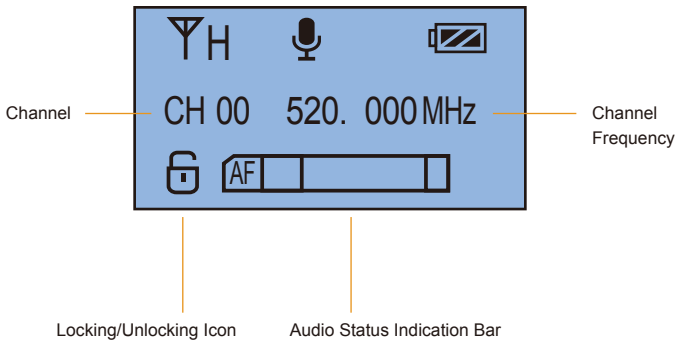 H
Channel
CH 00 520. 000 MHz
Channel
Frequency
AF
Locking/Unlocking Icon
Audio Status Indication Bar